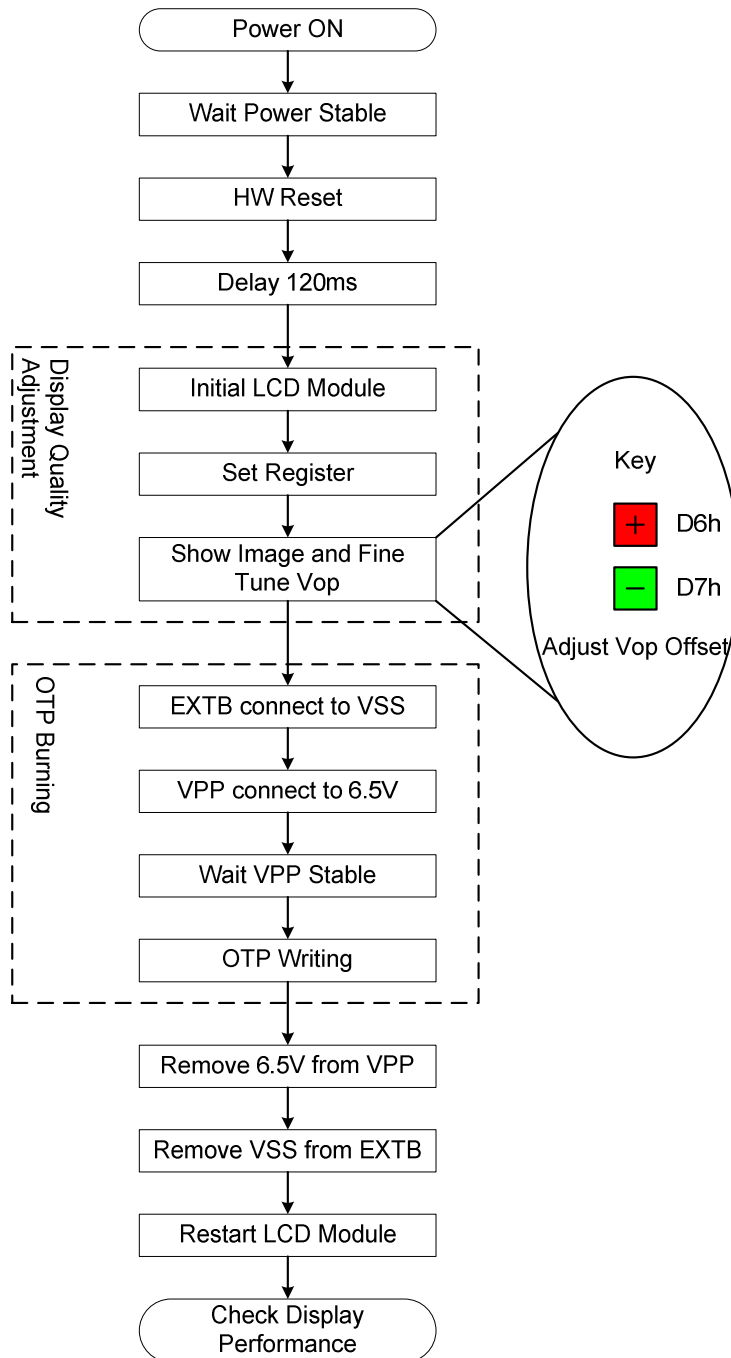 Power ON
Wait Power Stable
HW Reset
Delay 120ms
Display Quality
Adjustment
Initial LCD Module
Set Register
Show Image and Fine
Tune Vop
Key
+ D6h
− D7h
Adjust Vop Offset
OTP Burning
EXTB connect to VSS
VPP connect to 6.5V
Wait VPP Stable
OTP Writing
Remove 6.5V from VPP
Remove VSS from EXTB
Restart LCD Module
Check Display
Performance